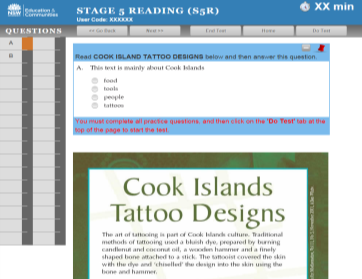 NSW
Education &
Communities
STAGE 5 READING (S5R)
User Code: XXXXXX
XX min
QUESTIONS
<< Go Back
Next >>
Home
Do Test
A
B
Read COOK ISLAND TATTOO DESIGNS below and then answer this question.
A. This text is mainly about Cook Islands
food
tools
people
tattoos
You must complete all practice questions, and then click on the 'Do Test' tab at the
top of the page to start the test.
Cook Islands
Tattoo Designs
The art of tattooing is part of Cook Islands culture. Traditional
methods of tattooing used a bluish dye, prepared by burning
candlenut and coconut oil, a wooden hammer and a finely
shaped bone attached to a stick. The tattooist covered the skin
with the dye and 'chiselled' the design into the skin using the
bone and hammer.